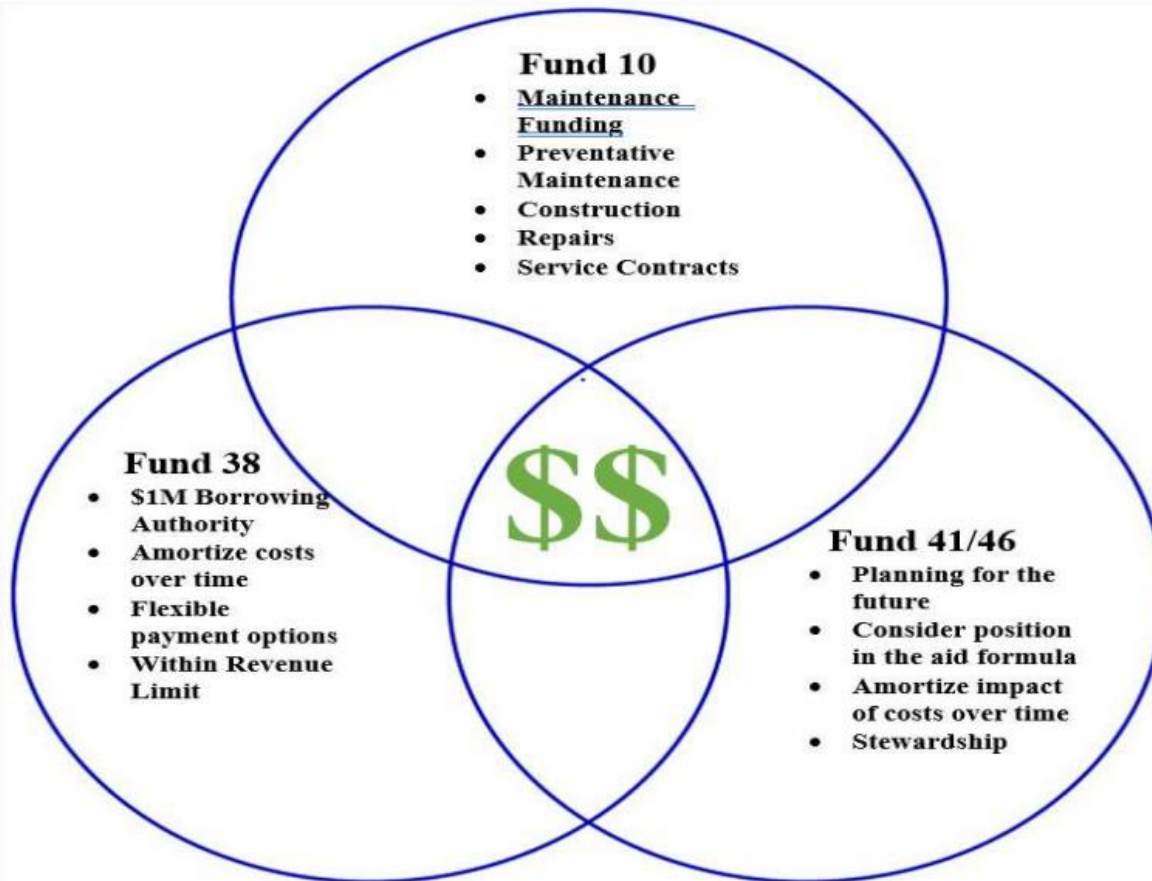 Fund 10
• Maintenance
Funding
• Preventative
Maintenance
• Construction
• Repairs
• Service Contracts
$$
Fund 38
• $1M Borrowing
Authority
• Amortize costs
over time
• Flexible
payment options
• Within Revenue
Limit
Fund 41/46
• Planning for the
future
• Consider position
in the aid formula
• Amortize impact
of costs over time
• Stewardship